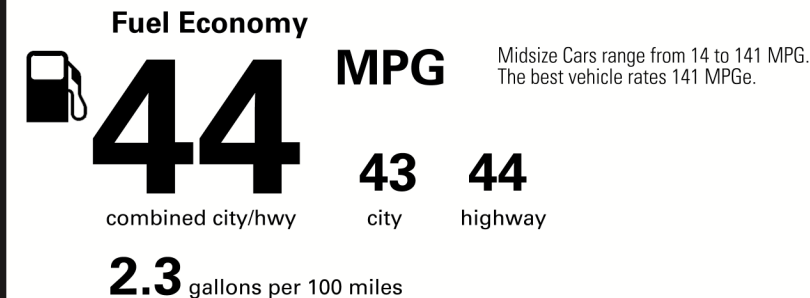 Fuel Economy
44 MPG
Midsize Cars range from 14 to 141 MPG.
The best vehicle rates 141 MPGe.
combined city/hwy
43 city
44 highway
2.3 gallons per 100 miles